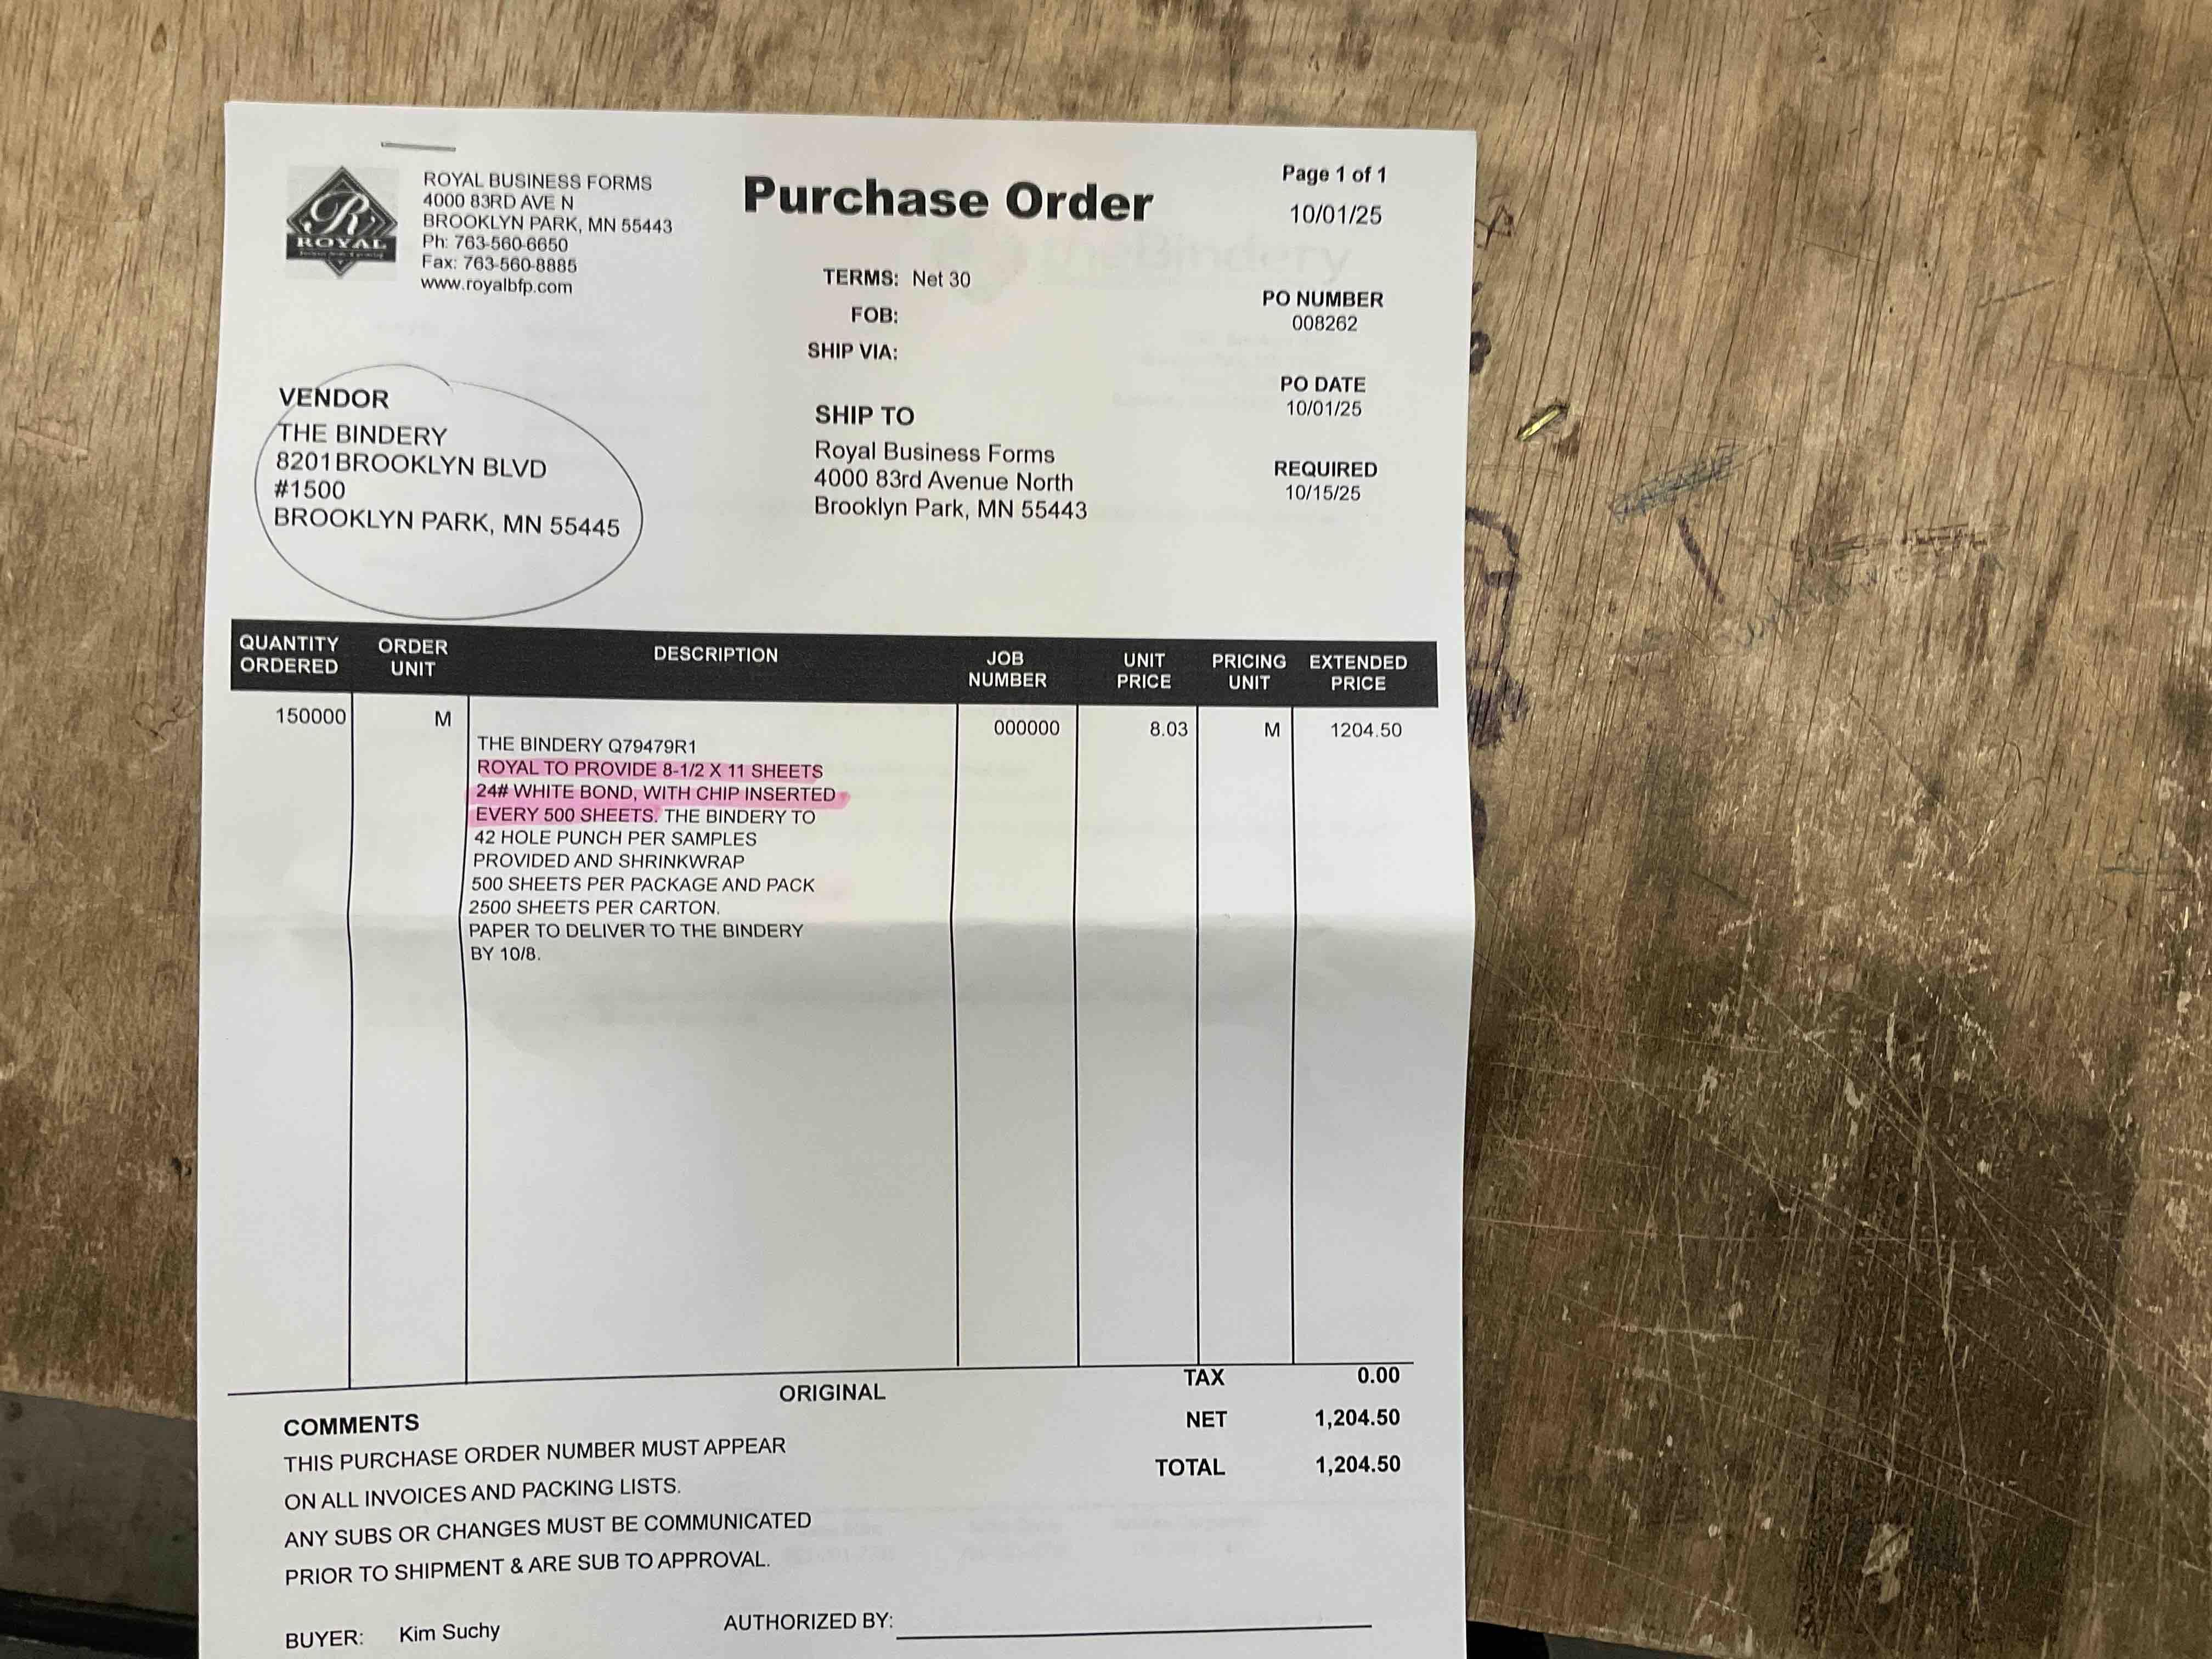 ROYAL
ROYAL BUSINESS FORMS
4000 83RD AVE N
BROOKLYN PARK, MN 55443
Ph: 763-560-6650
Fax: 763-560-8885
www.royalbfp.com
Purchase Order
Page 1 of 1
10/01/25
TERMS: Net 30
FOB:
SHIP VIA:
PO NUMBER
008262
PO DATE
10/01/25
REQUIRED
10/15/25
VENDOR
THE BINDERY
8201BROOKLYN BLVD
#1500
BROOKLYN PARK, MN 55445
SHIP TO
Royal Business Forms
4000 83rd Avenue North
Brooklyn Park, MN 55443
QUANTITY ORDERED ORDER UNIT DESCRIPTION JOB NUMBER UNIT PRICE PRICING UNIT EXTENDED PRICE
150000 M 000000 8.03 M 1204.50
THE BINDERY Q79479R1
ROYAL TO PROVIDE 8-1/2 X 11 SHEETS
24# WHITE BOND, WITH CHIP INSERTED
EVERY 500 SHEETS. THE BINDERY TO
42 HOLE PUNCH PER SAMPLES
PROVIDED AND SHRINKWRAP
500 SHEETS PER PACKAGE AND PACK
2500 SHEETS PER CARTON.
PAPER TO DELIVER TO THE BINDERY
BY 10/8.
ORIGINAL
TAX 0.00
NET 1,204.50
TOTAL 1,204.50
COMMENTS
THIS PURCHASE ORDER NUMBER MUST APPEAR
ON ALL INVOICES AND PACKING LISTS.
ANY SUBS OR CHANGES MUST BE COMMUNICATED
PRIOR TO SHIPMENT & ARE SUB TO APPROVAL.
BUYER: Kim Suchy
AUTHORIZED BY: